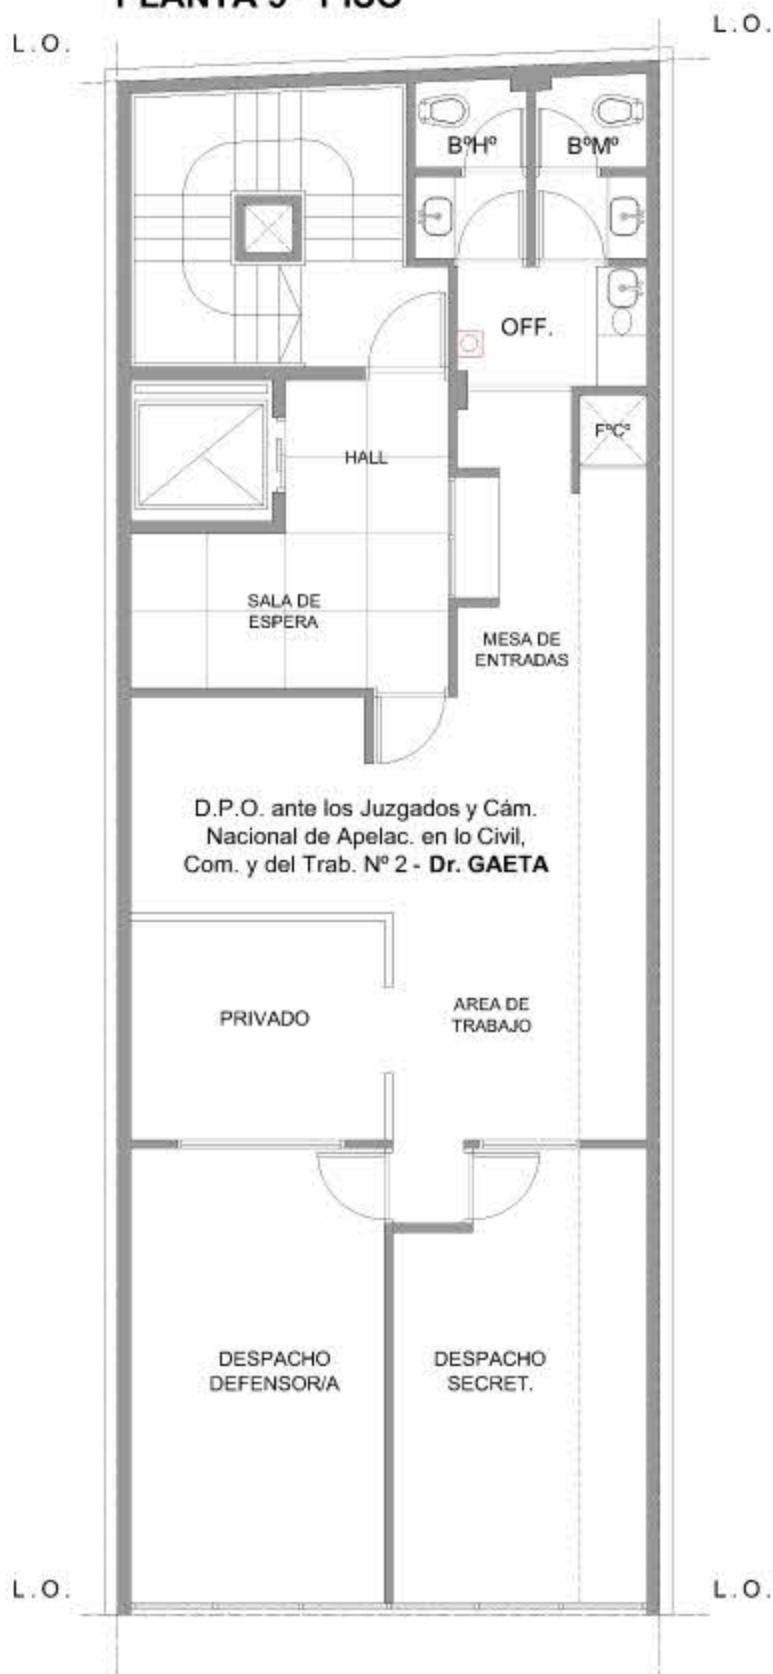 L.O.
L.O.
BºHº
BºMº
OFF.
FºCº
HALL
SALA DE
ESPERA
MESA DE
ENTRADAS
D.P.O. ante los Juzgados y Cám.
Nacional de Apelac. en lo Civil,
Com. y del Trab. Nº 2 - Dr. GAETA
PRIVADO
AREA DE
TRABAJO
DESPACHO
DEFENSOR/A
DESPACHO
SECRET.
L.O.
L.O.